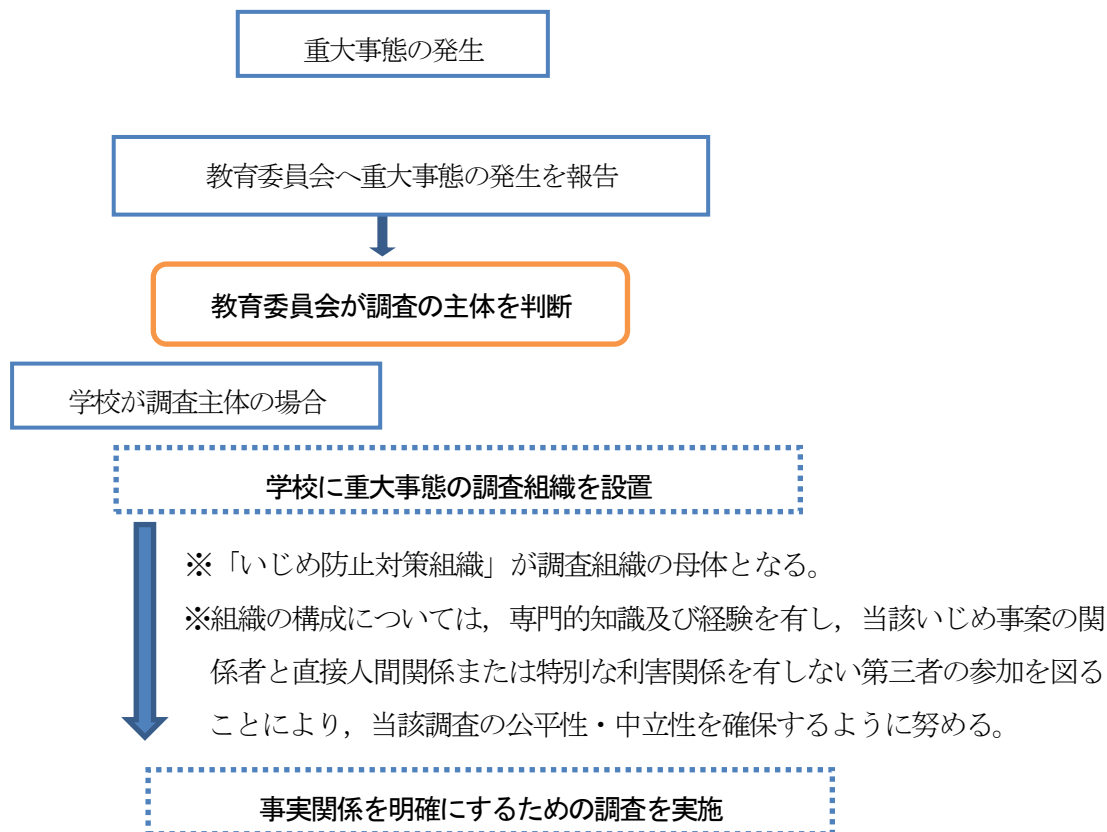 重大事態の発生
教育委員会へ重大事態の発生を報告
教育委員会が調査の主体を判断
学校が調査主体の場合
学校に重大事態の調査組織を設置
※「いじめ防止対策組織」が調査組織の母体となる。
※組織の構成については，専門的知識及び経験を有し，当該いじめ事案の関
係者と直接人間関係または特別な利害関係を有しない第三者の参加を図る
ことにより，当該調査の公平性・中立性を確保するように努める。
事実関係を明確にするための調査を実施